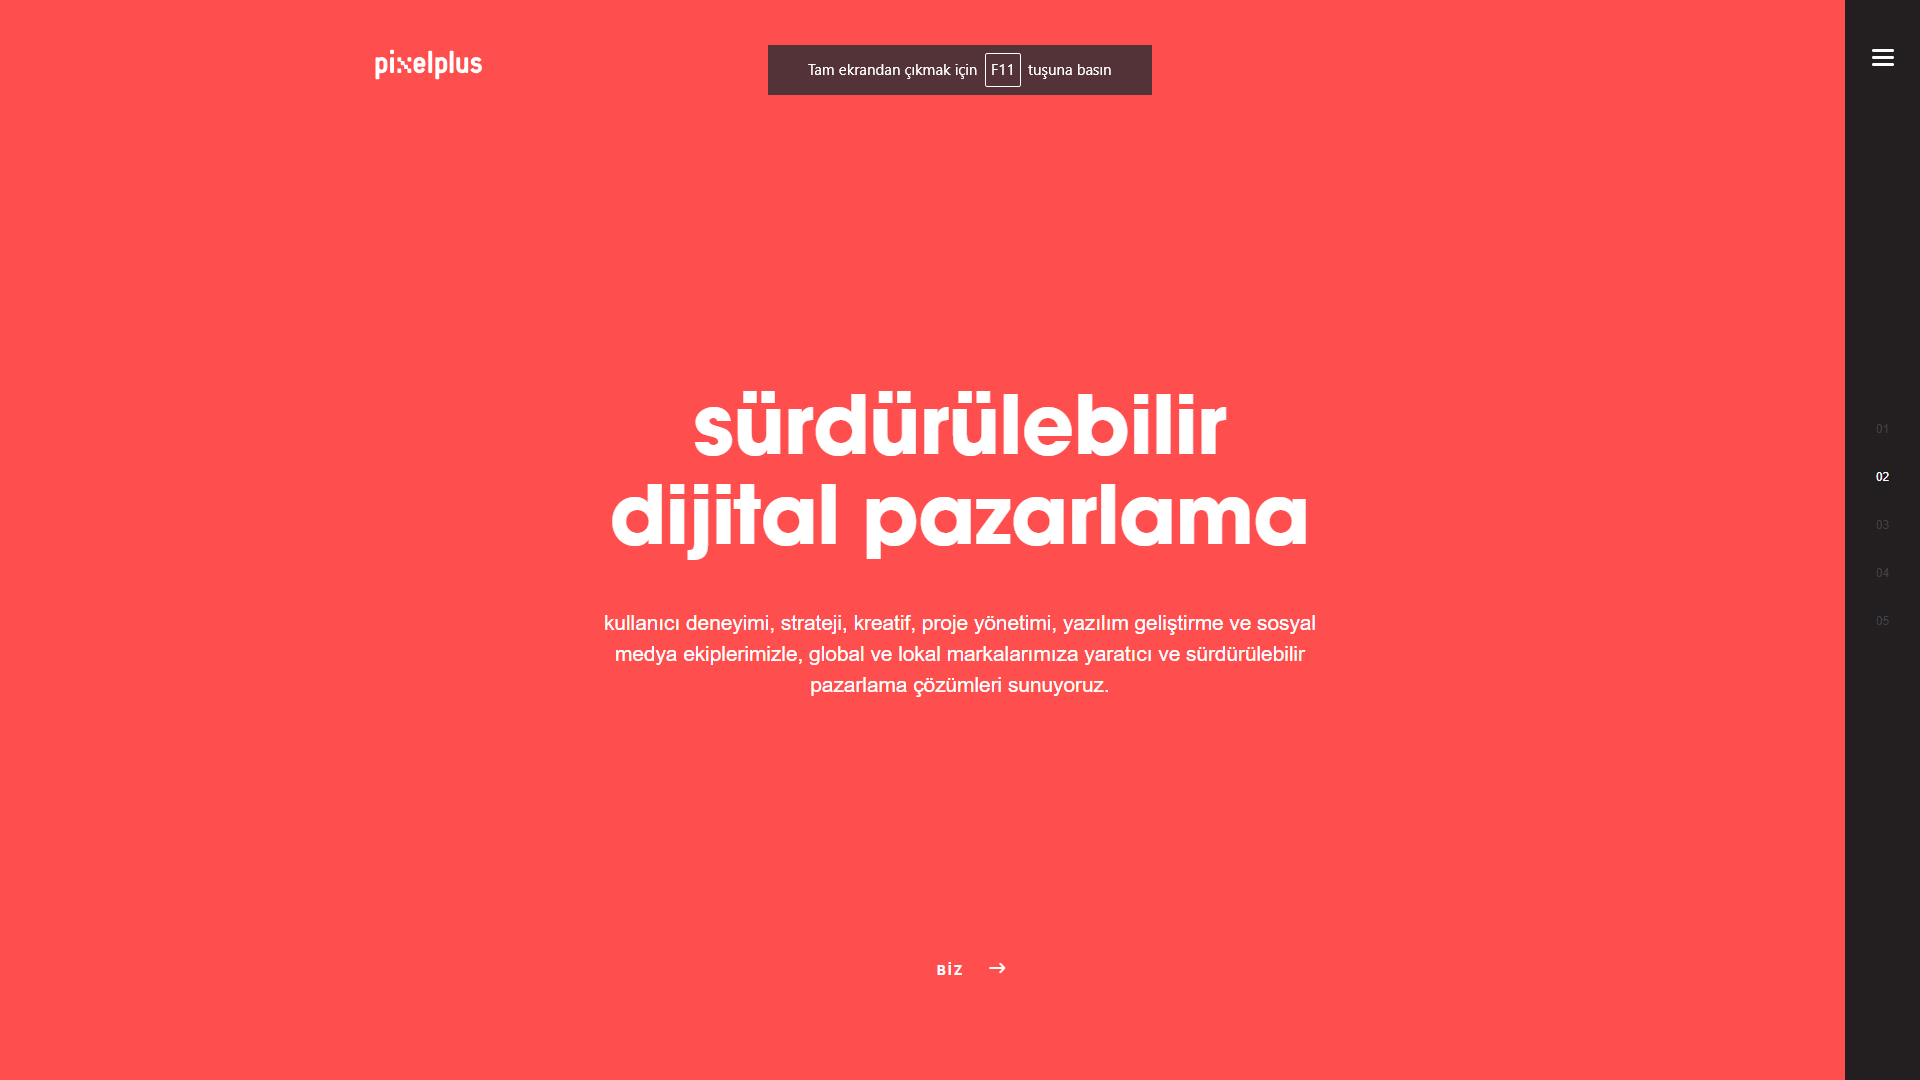 pixelplus
Tam ekrandan çıkmak için F11 tuşuna basın
sürdürülebilir
dijital pazarlama
kullanıcı deneyimi, strateji, kreatif, proje yönetimi, yazılım geliştirme ve sosyal
medya ekiplerimizle, global ve lokal markalarımıza yaratıcı ve sürdürülebilir
pazarlama çözümleri sunuyoruz.
BİZ →
01
02
03
04
05